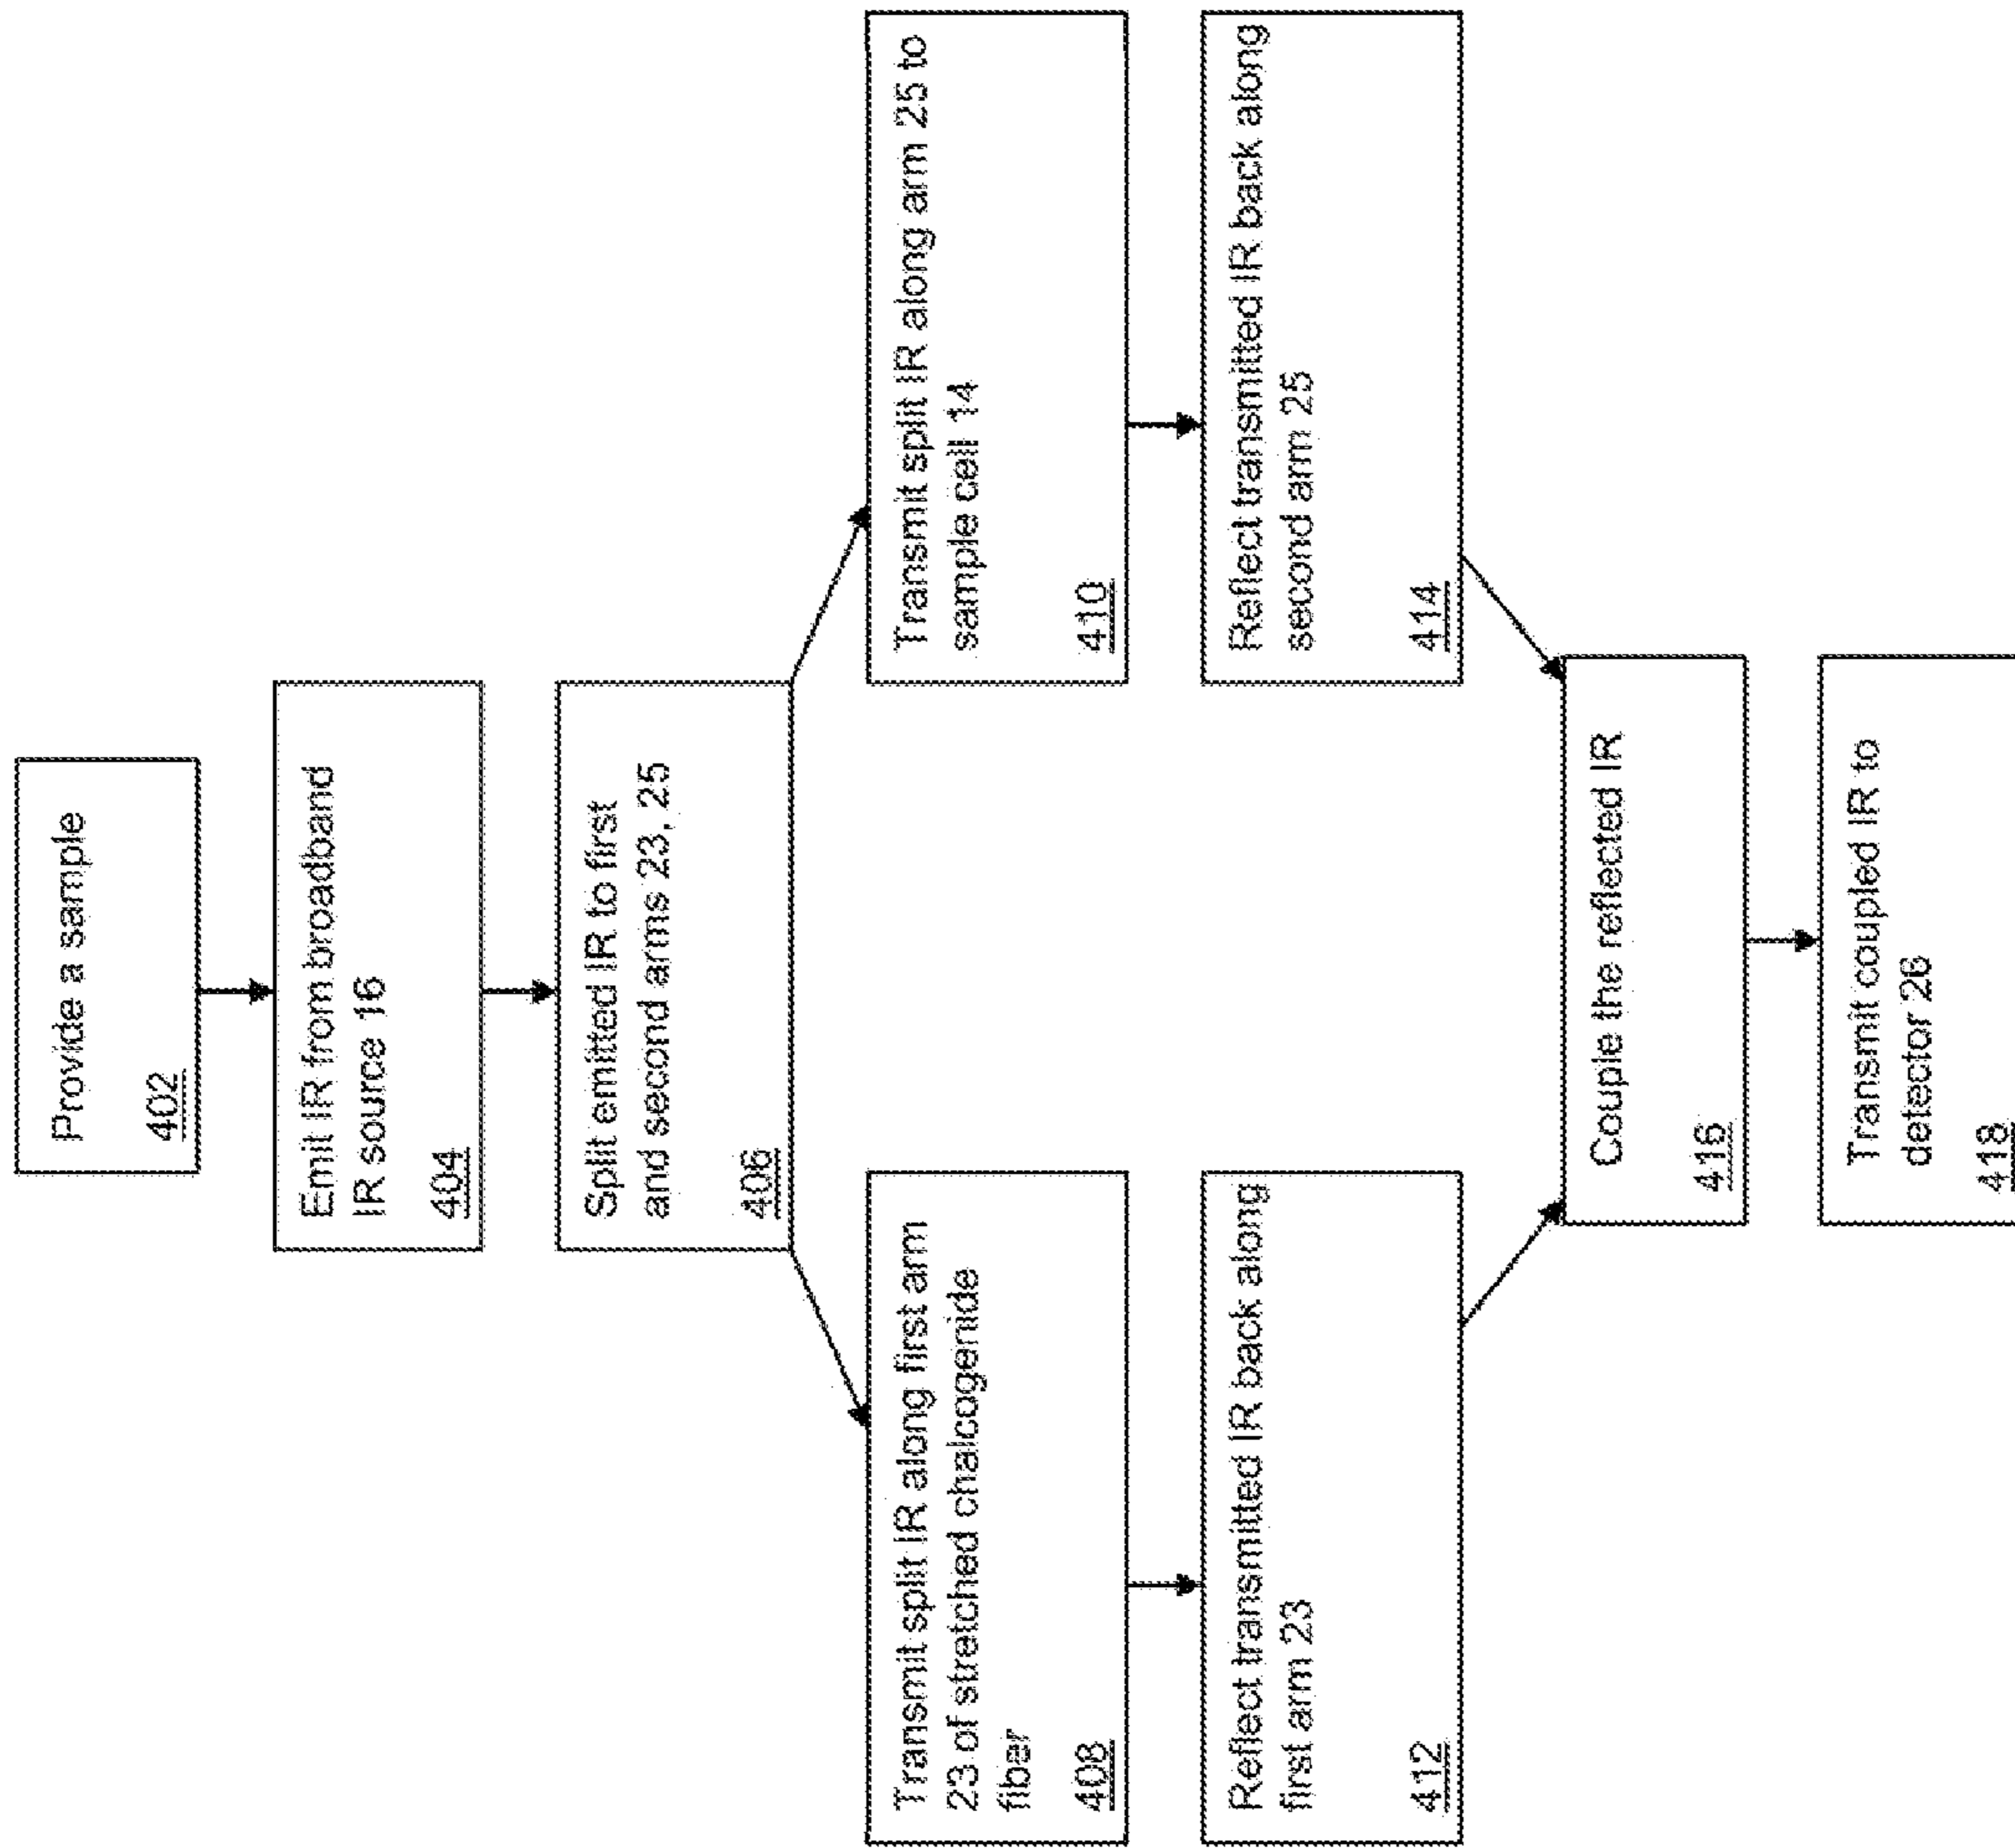 Provide a sample
402
Emit IR from broadband
IR source 16
404
Split emitted IR to first
and second arms 23, 25
406
Transmit split IR along first arm
23 of stretched chalcogenide
fiber
408
Transmit split IR along arm 25 to
sample cell 14
410
Reflect transmitted IR back along
first arm 23
412
Reflect transmitted IR back along
second arm 25
414
Couple the reflected IR
416
Transmit coupled IR to
detector 26
418